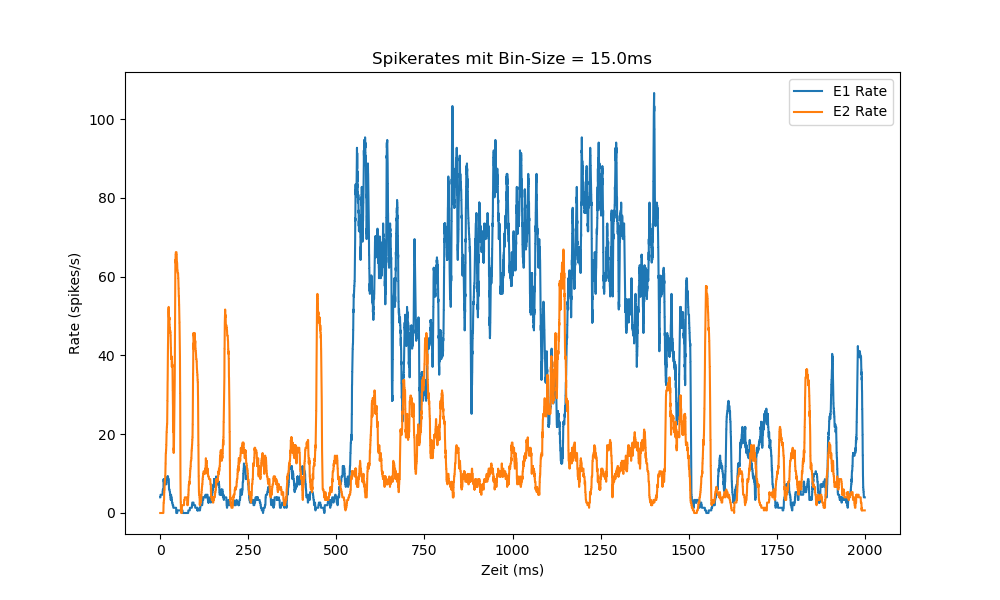 Spikerates mit Bin-Size = 15.0ms
E1 Rate
E2 Rate
Rate (spikes/s)
100
80
60
40
20
0
0 250 500 750 1000 1250 1500 1750 2000
Zeit (ms)